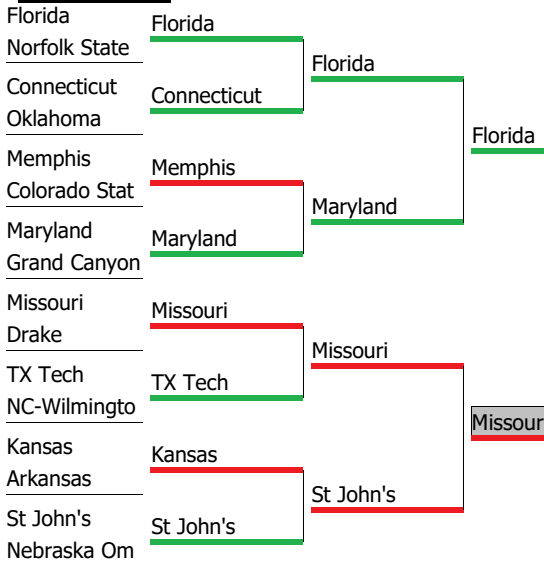 Florida
Norfolk State
Connecticut
Oklahoma
Memphis
Colorado Stat
Maryland
Grand Canyon
Missouri
Drake
TX Tech
NC-Wilmingto
Kansas
Arkansas
St John's
Nebraska Om
Florida
Connecticut
Memphis
Maryland
Missouri
TX Tech
Kansas
St John's
Florida
Maryland
Missouri
St John's
Florida
Missour